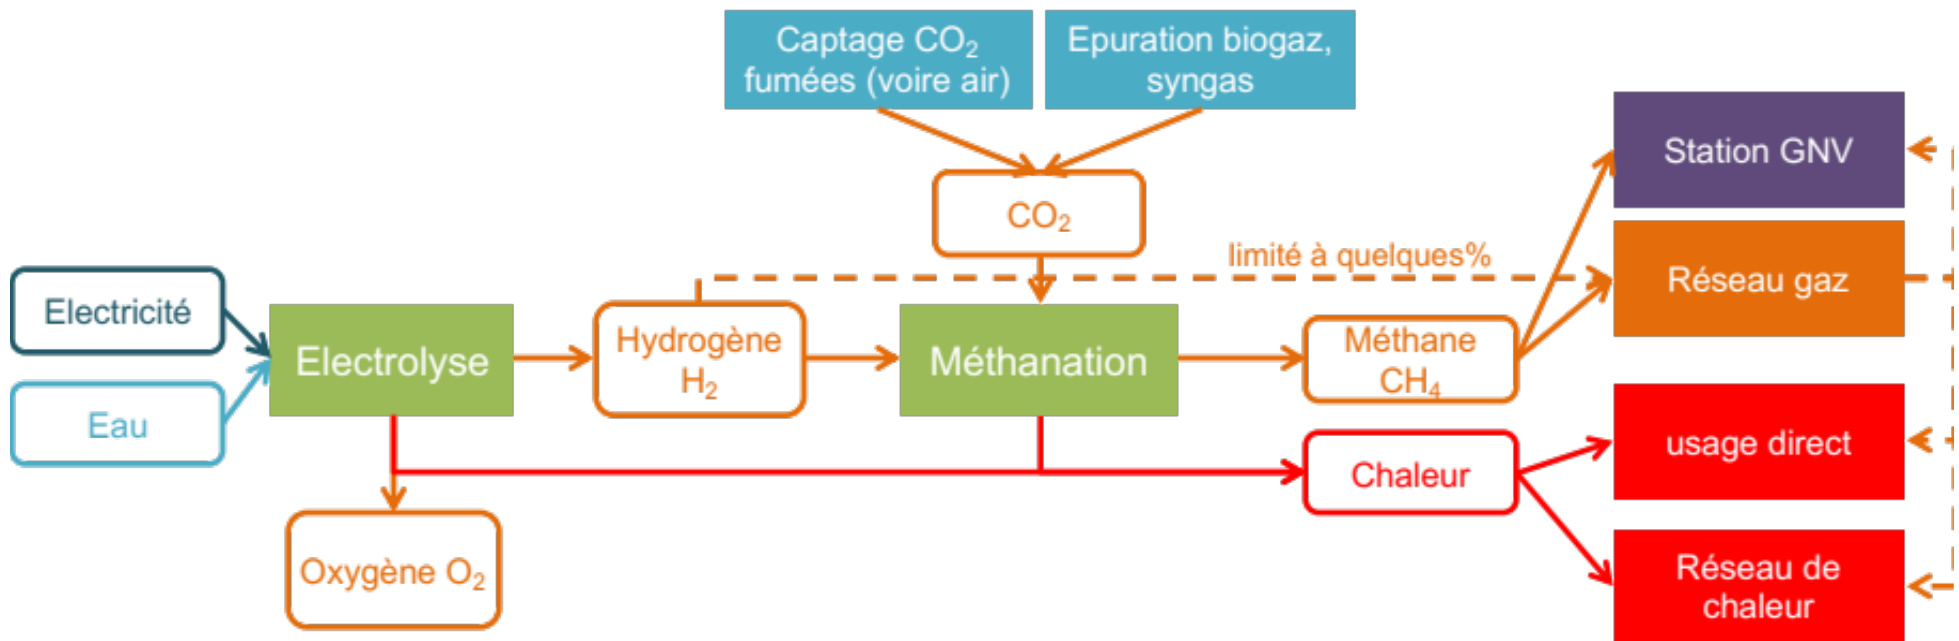 Captage CO₂
fumées (voire air)
Epuration biogaz,
syngas
Station GNV
CO₂
limité à quelques%
Réseau gaz
Electricité
Electrolyse
Hydrogène
H₂
Méthanation
Méthane
CH₄
Eau
usage direct
Chaleur
Oxygène O₂
Réseau de
chaleur